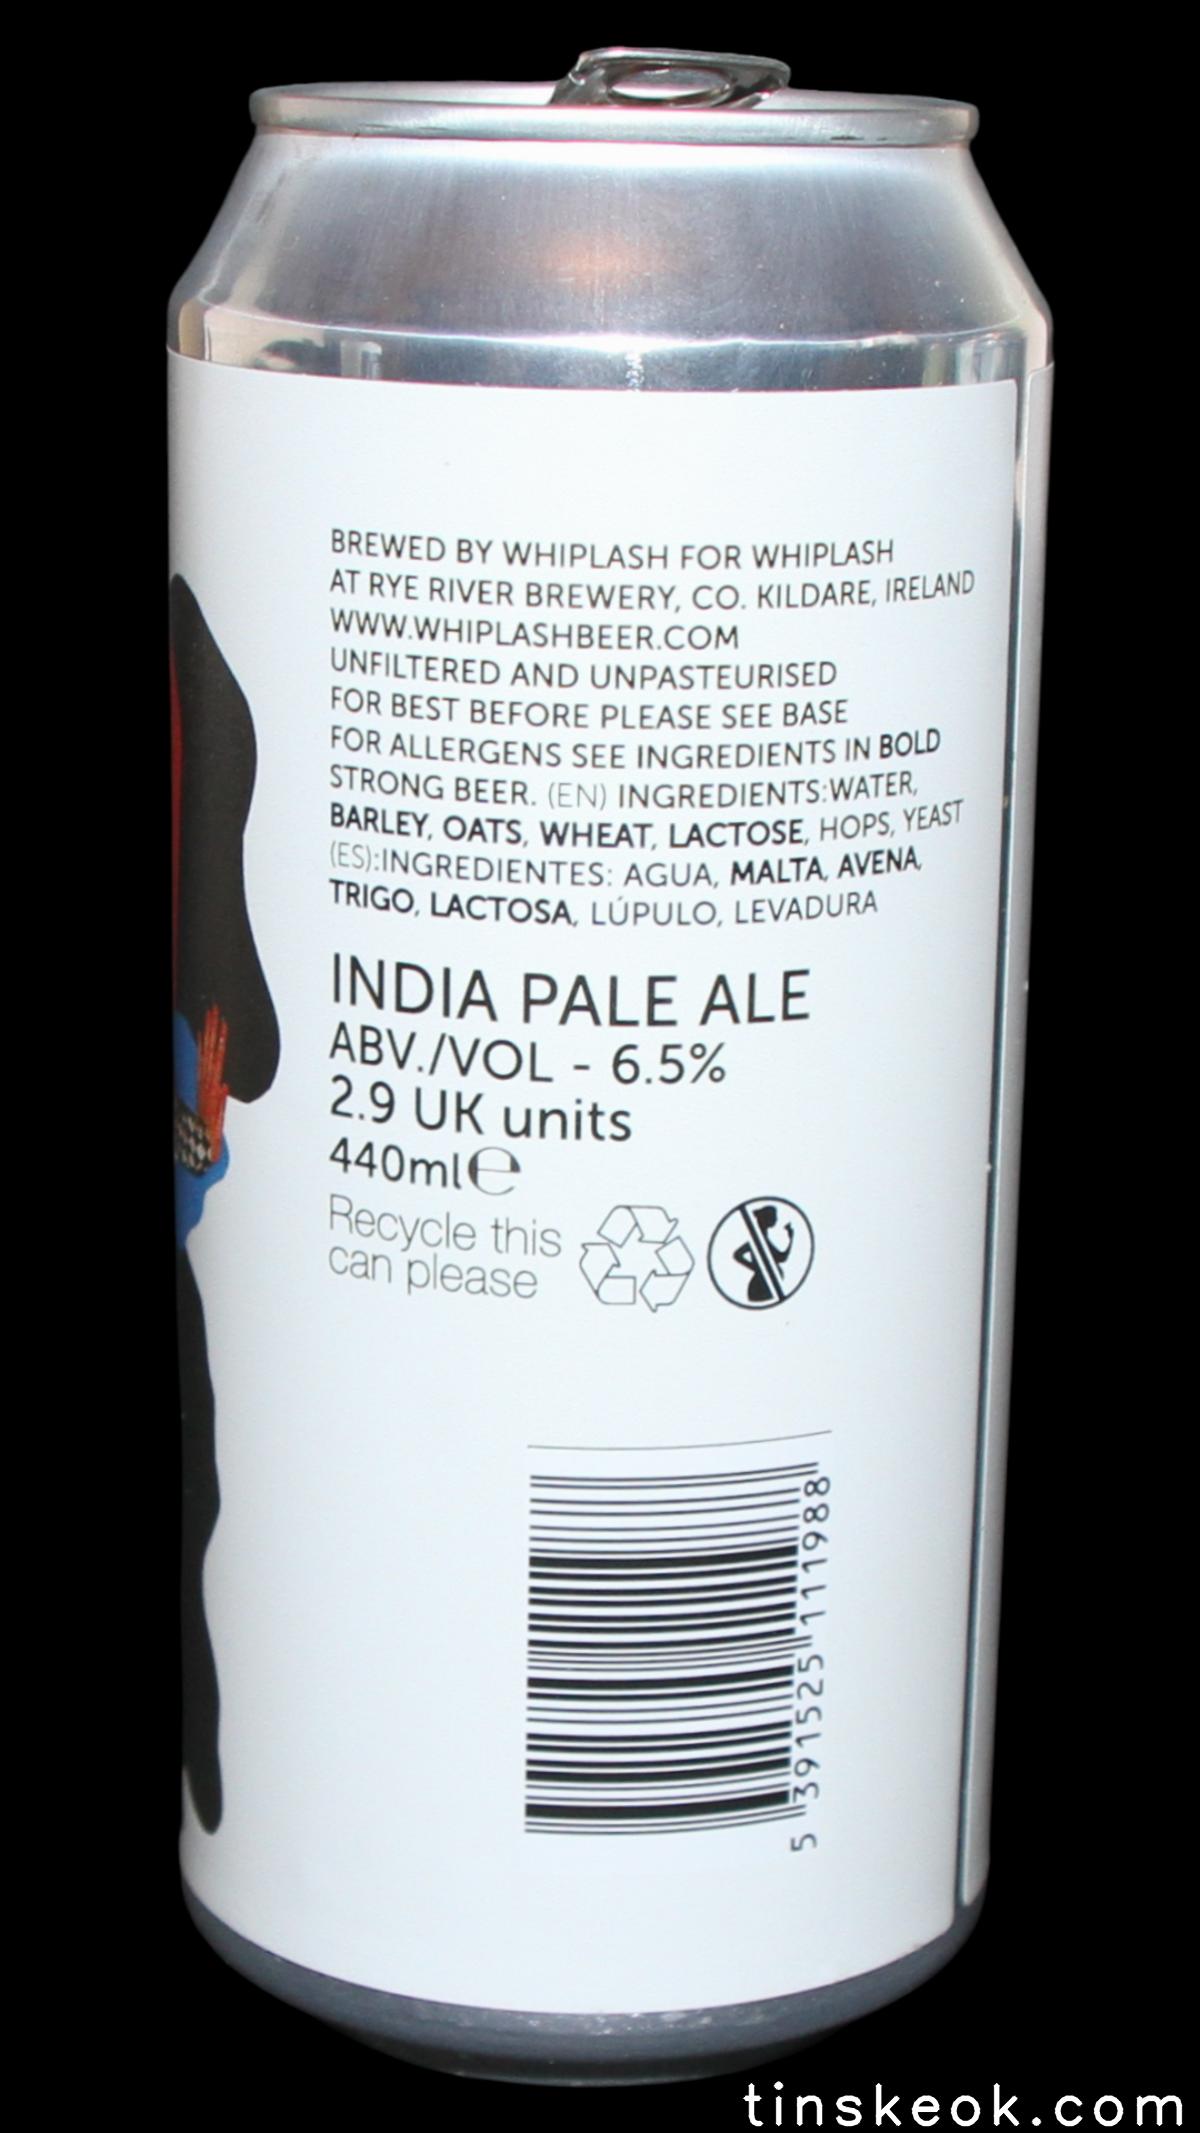 BREWED BY WHIPLASH FOR WHIPLASH
AT RYE RIVER BREWERY, CO. KILDARE, IRELAND
WWW.WHIPLASHBEER.COM
UNFILTERED AND UNPASTEURISED
FOR BEST BEFORE PLEASE SEE BASE
FOR ALLERGENS SEE INGREDIENTS IN BOLD
STRONG BEER. (EN) INGREDIENTS:WATER,
BARLEY, OATS, WHEAT, LACTOSE, HOPS, YEAST
(ES):INGREDIENTES: AGUA, MALTA, AVENA,
TRIGO, LACTOSA, LÚPULO, LEVADURA
INDIA PALE ALE
ABV./VOL - 6.5%
2.9 UK units
440ml℮
Recycle this
can please
5 391525 111988
tinskeok.com